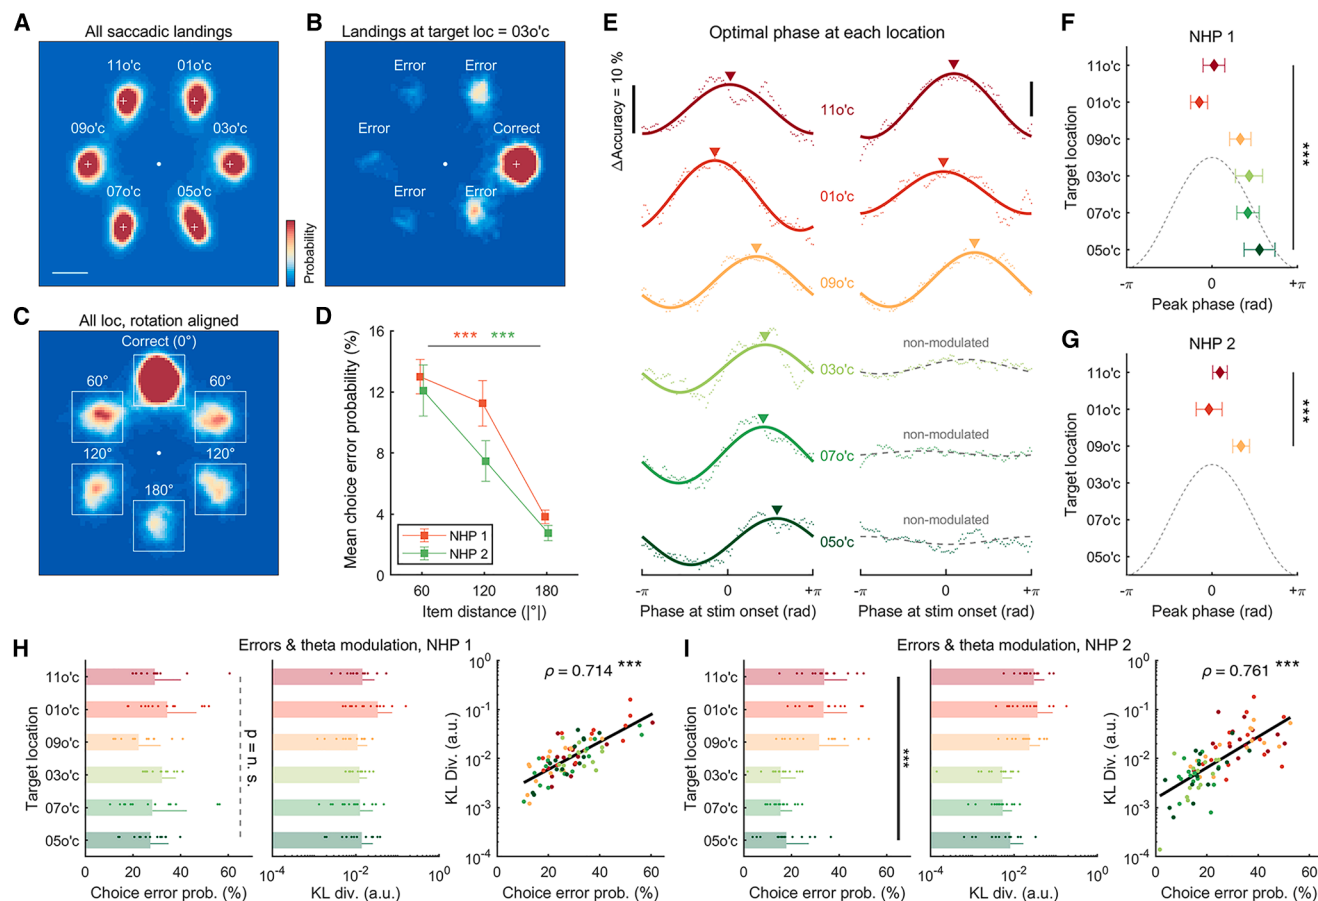 A
All saccadic landings
11o'c
01o'c
09o'c
03o'c
07o'c
05o'c
Probability
B
Landings at target loc = 03o'c
Error
Error
Error
Correct
Error
Error
C
All loc, rotation aligned
Correct (0°)
60°
60°
120°
120°
180°
D
Mean choice error probability (%)
16
12
8
4
0
*** ***
NHP 1
NHP 2
60 120 180
Item distance (|°|)
E
Optimal phase at each location
ΔAccuracy = 10 %
11o'c
01o'c
09o'c
03o'c
non-modulated
07o'c
non-modulated
05o'c
non-modulated
-π 0 +π
-π 0 +π
Phase at stim onset (rad)
Phase at stim onset (rad)
F
NHP 1
Target location
11o'c
01o'c
09o'c
03o'c
07o'c
05o'c
***
-π 0 +π
Peak phase (rad)
G
NHP 2
Target location
11o'c
01o'c
09o'c
03o'c
07o'c
05o'c
***
-π 0 +π
Peak phase (rad)
H
Errors & theta modulation, NHP 1
Target location
11o'c
01o'c
09o'c
03o'c
07o'c
05o'c
p = n.s.
0 20 40 60
Choice error prob. (%)
10⁻⁴ 10⁻² 10⁰
KL div. (a.u.)
ρ = 0.714 ***
KL Div. (a.u.)
10⁰
10⁻¹
10⁻²
10⁻³
10⁻⁴
0 10 20 30 40 50 60
Choice error prob. (%)
I
Errors & theta modulation, NHP 2
Target location
11o'c
01o'c
09o'c
03o'c
07o'c
05o'c
***
0 20 40 60
Choice error prob. (%)
10⁻⁴ 10⁻² 10⁰
KL div. (a.u.)
ρ = 0.761 ***
KL Div. (a.u.)
10⁰
10⁻¹
10⁻²
10⁻³
10⁻⁴
0 10 20 30 40 50 60
Choice error prob. (%)